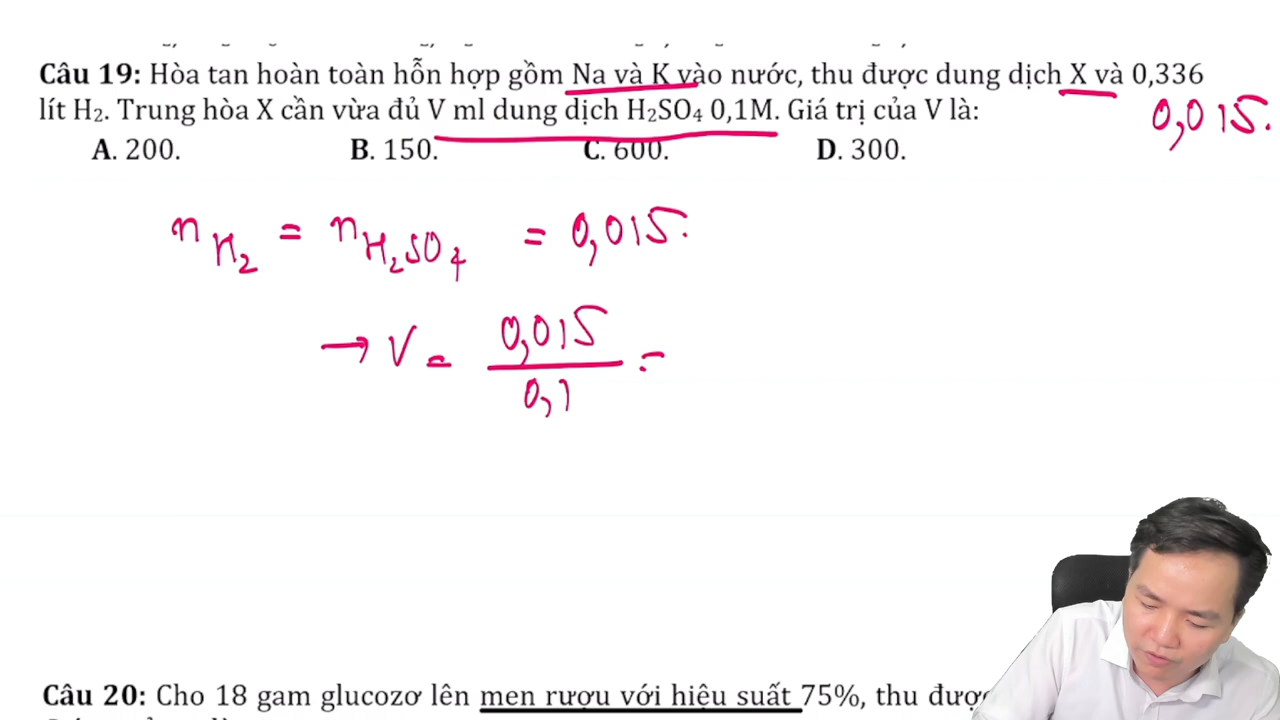 Câu 19: Hòa tan hoàn toàn hỗn hợp gồm Na và K vào nước, thu được dung dịch X và 0,336
lít H₂. Trung hòa X cần vừa đủ V ml dung dịch H₂SO₄ 0,1M. Giá trị của V là:
0,015.
A. 200. B. 150. C. 600. D. 300.
n H₂ = n H₂SO₄ = 0,015.
→ V = 0,015 / 0,1 =
Câu 20: Cho 18 gam glucozơ lên men rượu với hiệu suất 75%, thu